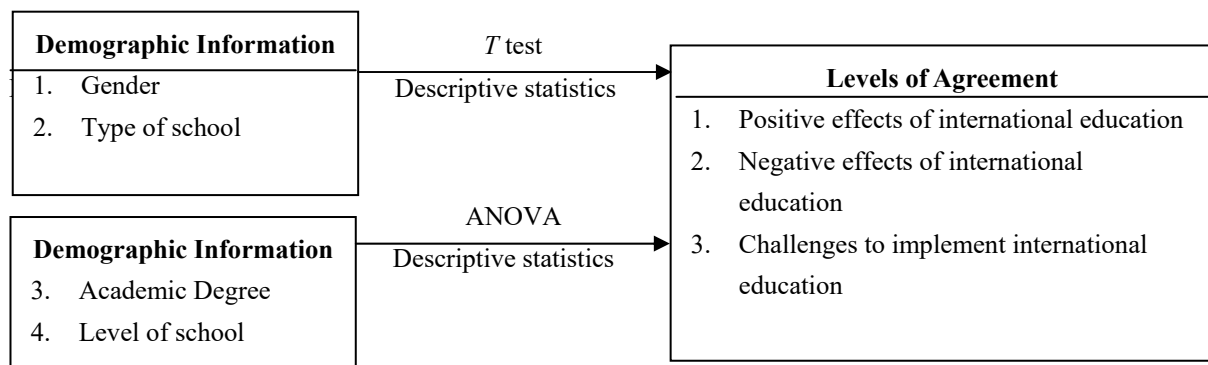 Demographic Information
1. Gender
2. Type of school
T test
Descriptive statistics
Demographic Information
3. Academic Degree
4. Level of school
ANOVA
Descriptive statistics
Levels of Agreement
1. Positive effects of international education
2. Negative effects of international
education
3. Challenges to implement international
education